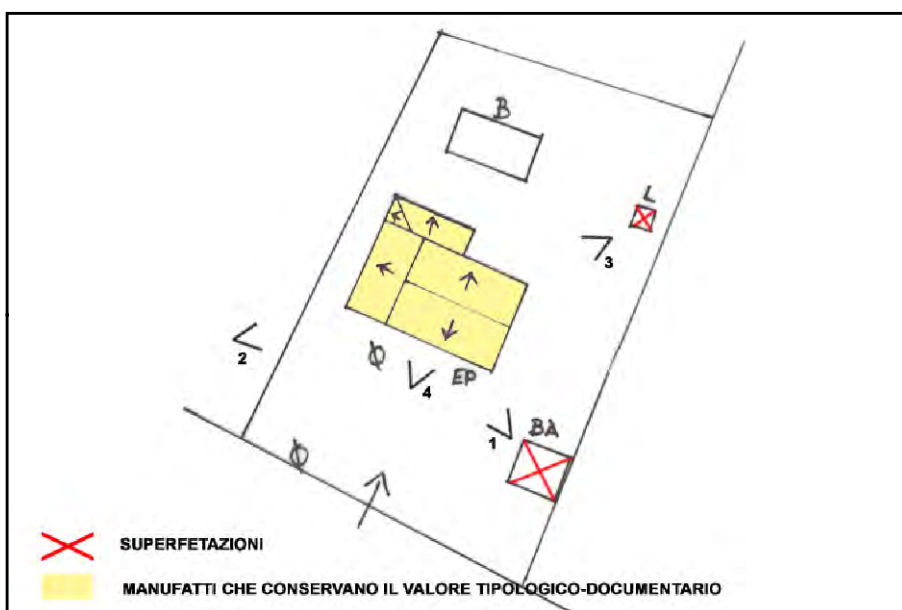 B
L
3
2
4
EP
1
BA
SUPERFETAZIONI
MANUFATTI CHE CONSERVANO IL VALORE TIPOLOGICO-DOCUMENTARIO